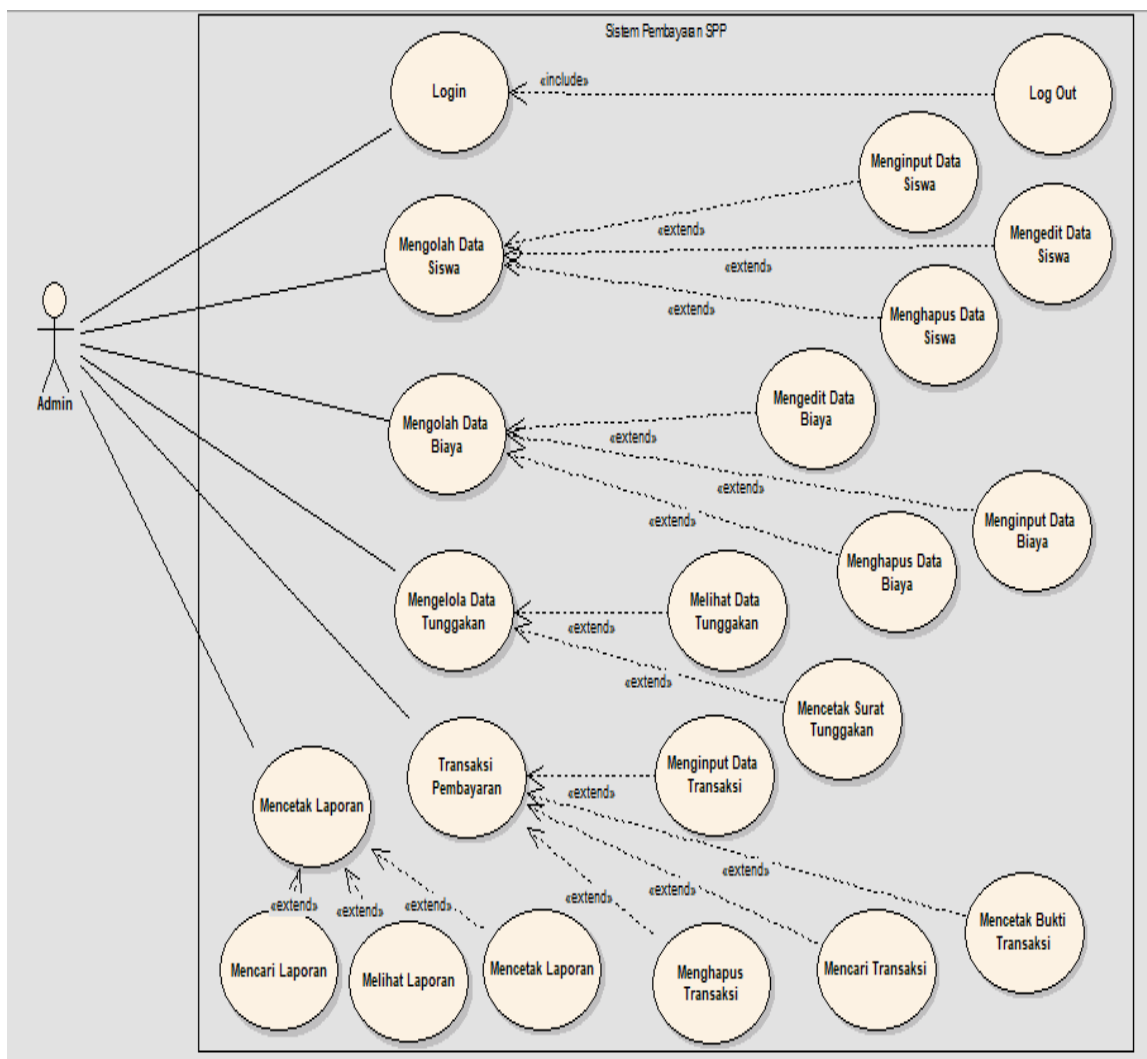 Sistem Pembayaran SPP
Login
«include»
Log Out
Menginput Data
Siswa
«extend»
Mengolah Data
Siswa
Mengedit Data
Siswa
«extend»
«extend»
Menghapus Data
Siswa
Admin
Mengolah Data
Biaya
Mengedit Data
Biaya
«extend»
«extend»
Menginput Data
Biaya
«extend»
Menghapus Data
Biaya
Mengelola Data
Tunggakan
Melihat Data
Tunggakan
«extend»
«extend»
Mencetak Surat
Tunggakan
Transaksi
Pembayaran
Menginput Data
Transaksi
«extend»
Mencetak Laporan
«extend»
«extend»
«extend»
«extend»
«extend»
«extend»
Mencetak Bukti
Transaksi
Mencari Laporan
Melihat Laporan
Mencetak Laporan
Menghapus
Transaksi
Mencari Transaksi